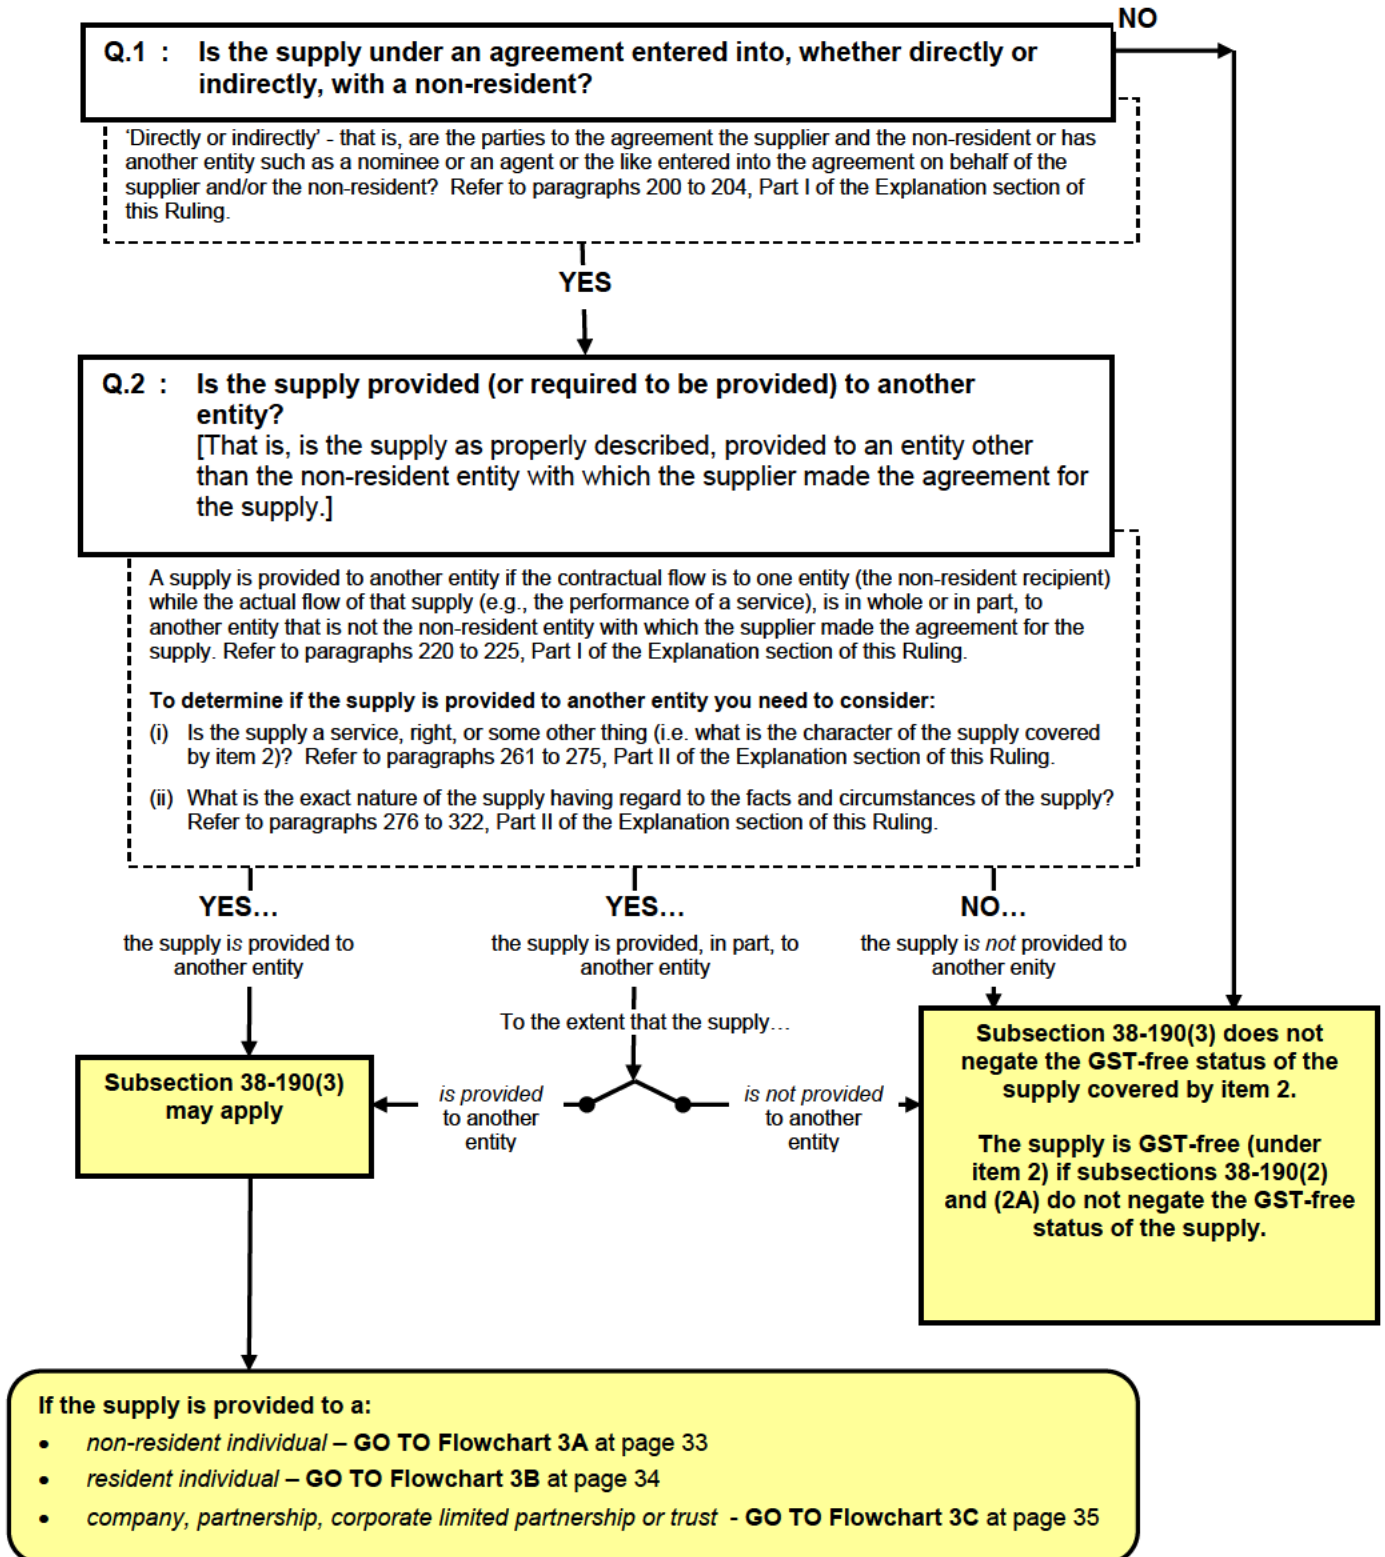 NO
Q.1 : Is the supply under an agreement entered into, whether directly or
indirectly, with a non-resident?
'Directly or indirectly' - that is, are the parties to the agreement the supplier and the non-resident or has
another entity such as a nominee or an agent or the like entered into the agreement on behalf of the
supplier and/or the non-resident? Refer to paragraphs 200 to 204, Part I of the Explanation section of
this Ruling.
YES
Q.2 : Is the supply provided (or required to be provided) to another
entity?
[That is, is the supply as properly described, provided to an entity other
than the non-resident entity with which the supplier made the agreement for
the supply.]
A supply is provided to another entity if the contractual flow is to one entity (the non-resident recipient)
while the actual flow of that supply (e.g., the performance of a service), is in whole or in part, to
another entity that is not the non-resident entity with which the supplier made the agreement for the
supply. Refer to paragraphs 220 to 225, Part I of the Explanation section of this Ruling.
To determine if the supply is provided to another entity you need to consider:
(i) Is the supply a service, right, or some other thing (i.e. what is the character of the supply covered
by item 2)? Refer to paragraphs 261 to 275, Part II of the Explanation section of this Ruling.
(ii) What is the exact nature of the supply having regard to the facts and circumstances of the supply?
Refer to paragraphs 276 to 322, Part II of the Explanation section of this Ruling.
YES...
the supply is provided to
another entity
YES...
the supply is provided, in part, to
another entity
NO...
the supply is not provided to
another enity
To the extent that the supply...
Subsection 38-190(3)
may apply
is provided
to another
entity
is not provided
to another
entity
Subsection 38-190(3) does not
negate the GST-free status of the
supply covered by item 2.
The supply is GST-free (under
item 2) if subsections 38-190(2)
and (2A) do not negate the GST-free
status of the supply.
If the supply is provided to a:
• non-resident individual – GO TO Flowchart 3A at page 33
• resident individual – GO TO Flowchart 3B at page 34
• company, partnership, corporate limited partnership or trust - GO TO Flowchart 3C at page 35